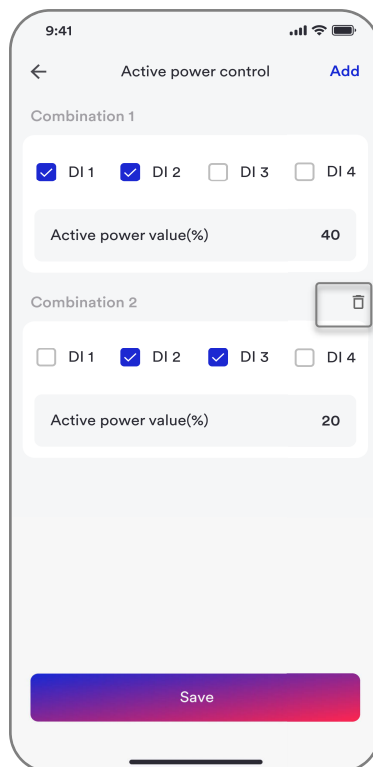 9:41
Active power control Add
Combination 1
DI 1 DI 2 DI 3 DI 4
Active power value(%) 40
Combination 2
DI 1 DI 2 DI 3 DI 4
Active power value(%) 20
Save